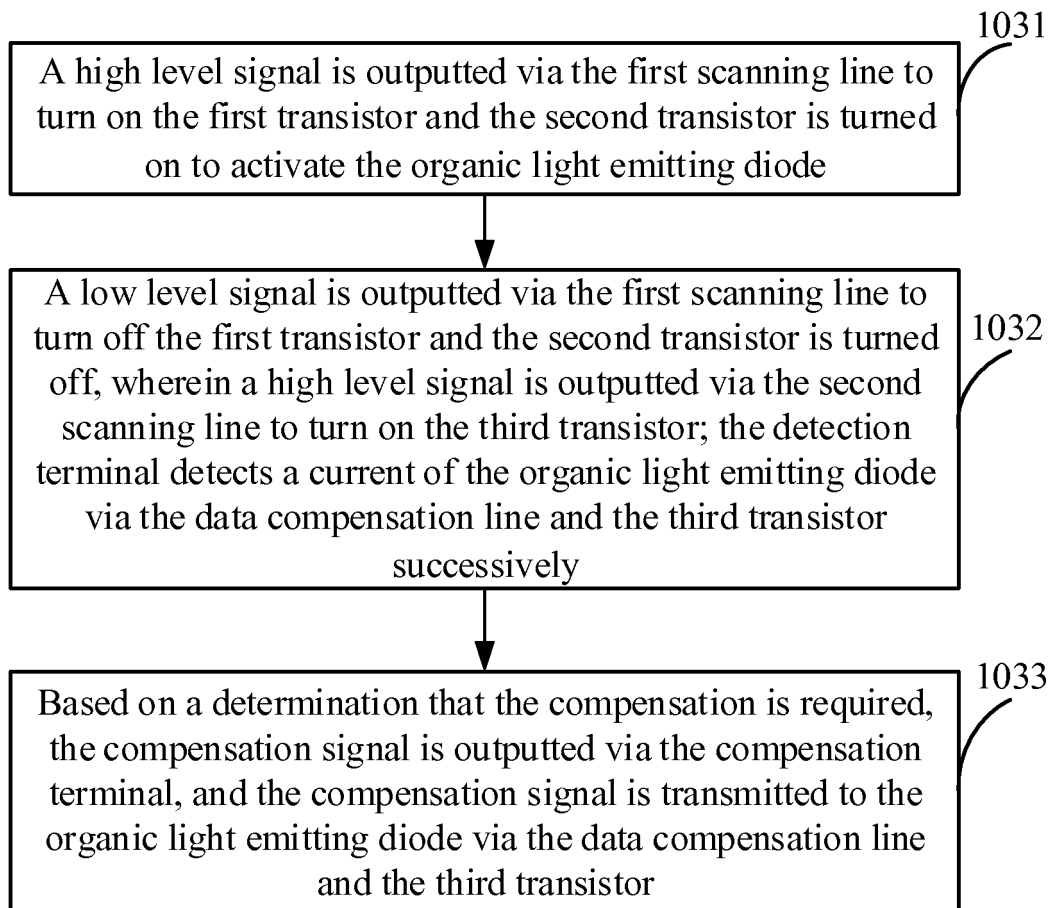 1031
A high level signal is outputted via the first scanning line to
turn on the first transistor and the second transistor is turned
on to activate the organic light emitting diode
1032
A low level signal is outputted via the first scanning line to
turn off the first transistor and the second transistor is turned
off, wherein a high level signal is outputted via the second
scanning line to turn on the third transistor; the detection
terminal detects a current of the organic light emitting diode
via the data compensation line and the third transistor
successively
1033
Based on a determination that the compensation is required,
the compensation signal is outputted via the compensation
terminal, and the compensation signal is transmitted to the
organic light emitting diode via the data compensation line
and the third transistor